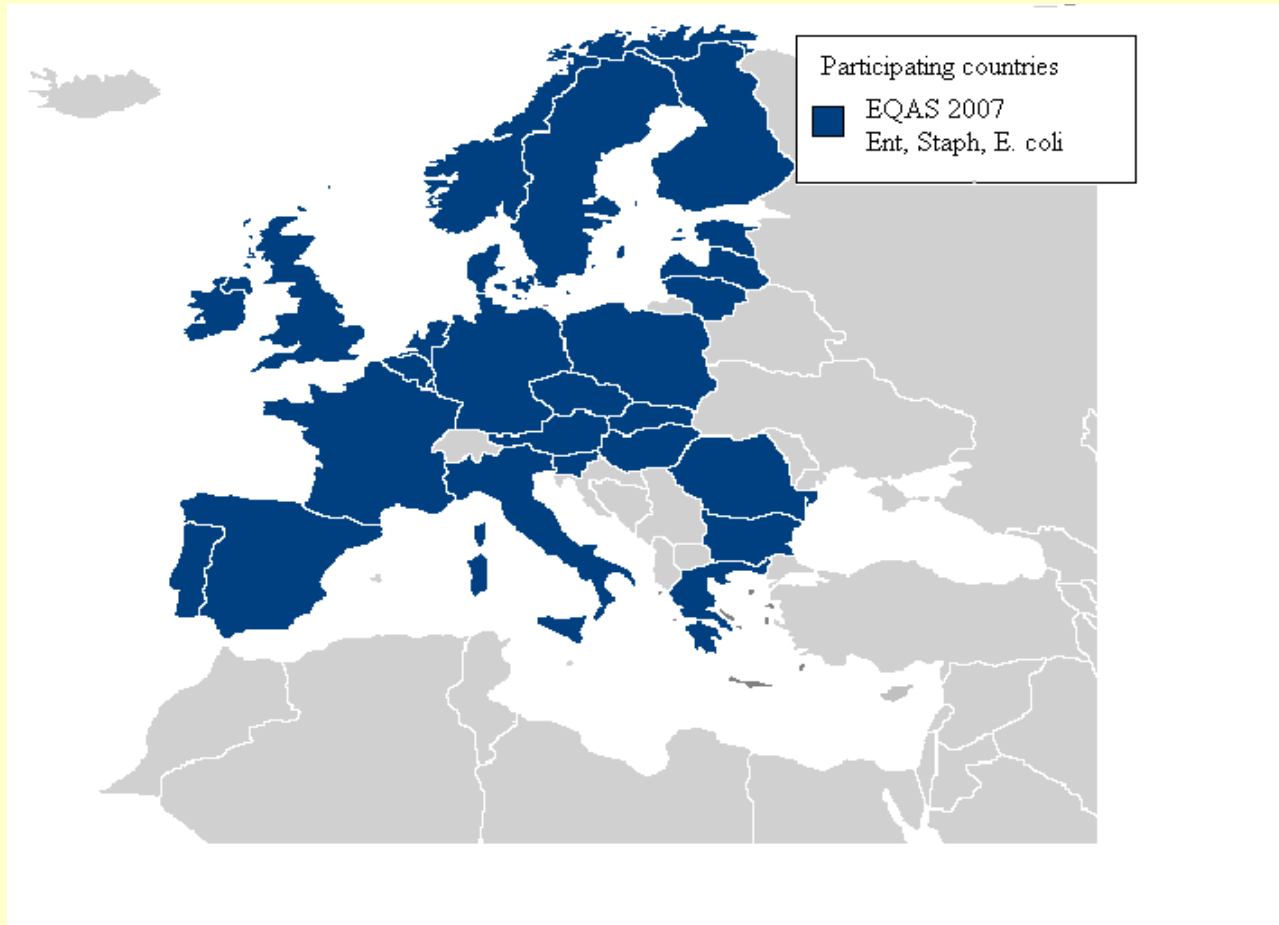 Participating countries
EQAS 2007
Ent, Staph, E. coli